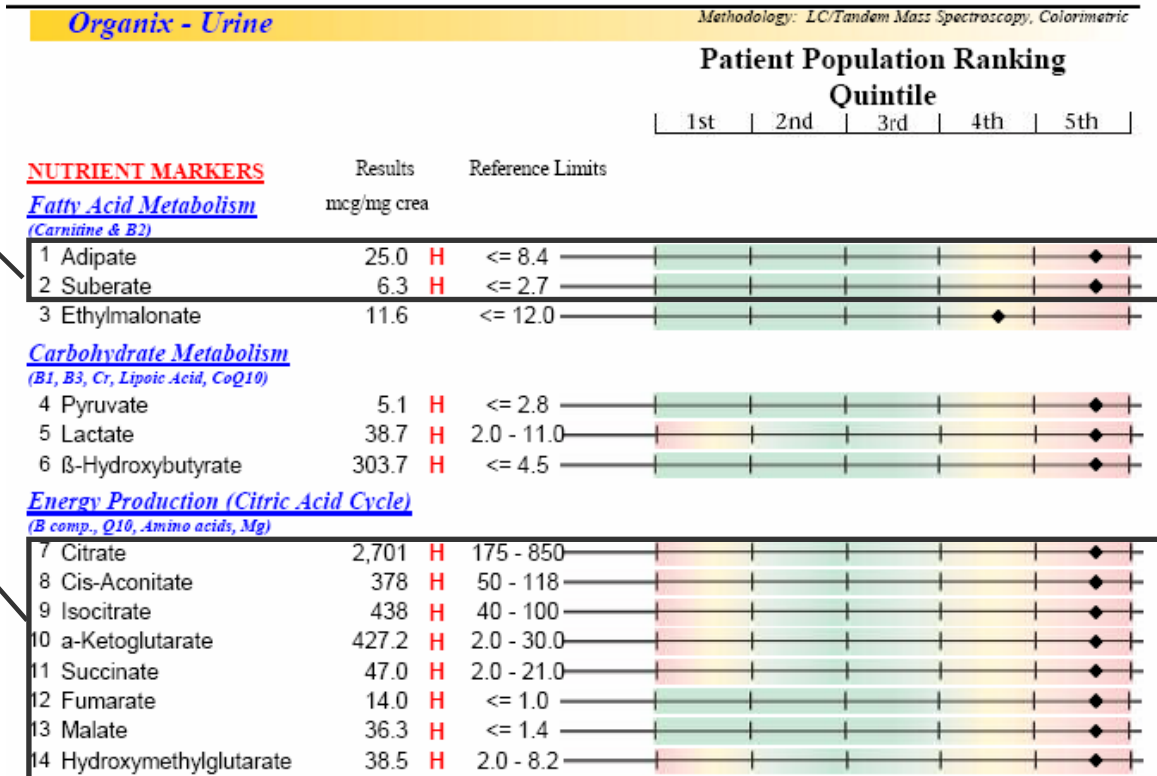 Organix - Urine
Methodology: LC/Tandem Mass Spectroscopy, Colorimetric
Patient Population Ranking
Quintile
1st 2nd 3rd 4th 5th
NUTRIENT MARKERS Results Reference Limits
Fatty Acid Metabolism mcg/mg crea
(Carnitine & B2)
1 Adipate 25.0 H <= 8.4
2 Suberate 6.3 H <= 2.7
3 Ethylmalonate 11.6 <= 12.0
Carbohydrate Metabolism
(B1, B3, Cr, Lipoic Acid, CoQ10)
4 Pyruvate 5.1 H <= 2.8
5 Lactate 38.7 H 2.0 - 11.0
6 ß-Hydroxybutyrate 303.7 H <= 4.5
Energy Production (Citric Acid Cycle)
(B comp., Q10, Amino acids, Mg)
7 Citrate 2,701 H 175 - 850
8 Cis-Aconitate 378 H 50 - 118
9 Isocitrate 438 H 40 - 100
10 a-Ketoglutarate 427.2 H 2.0 - 30.0
11 Succinate 47.0 H 2.0 - 21.0
12 Fumarate 14.0 H <= 1.0
13 Malate 36.3 H <= 1.4
14 Hydroxymethylglutarate 38.5 H 2.0 - 8.2